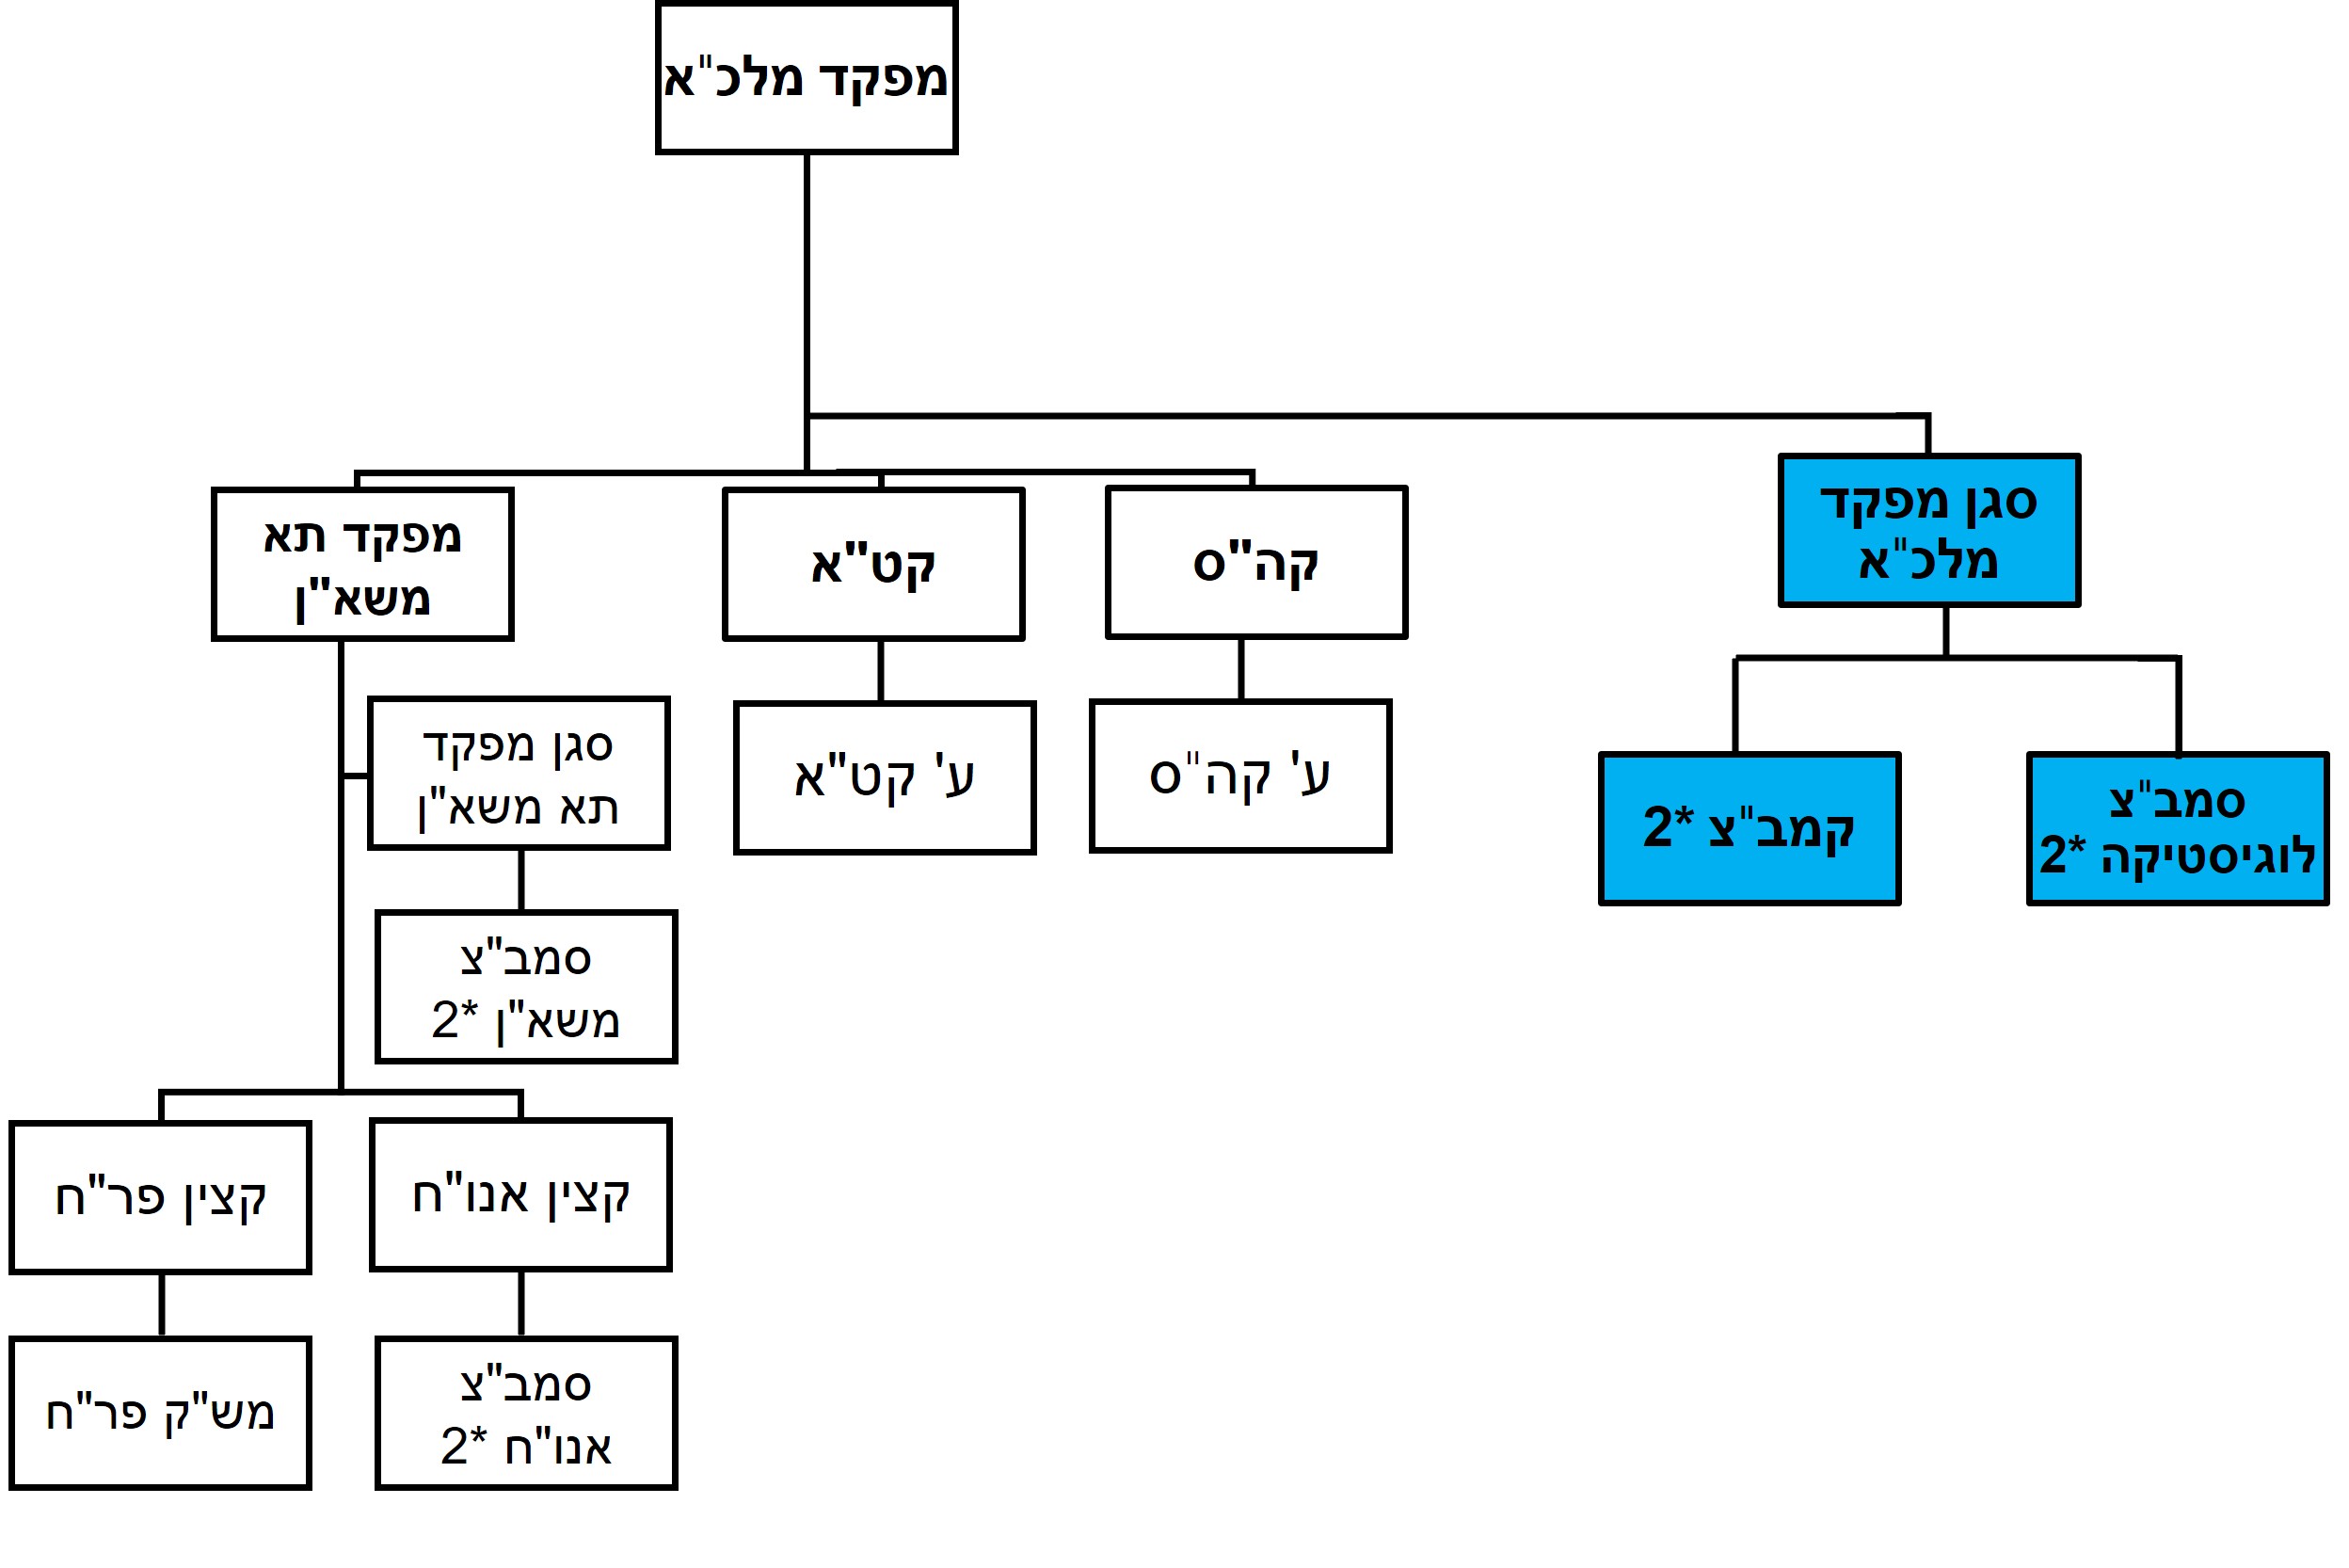 מפקד מלכ"א
סגן מפקד
מלכ"א
קה"ס
קט"א
מפקד תא
משא"ן
סמב"צ
לוגיסטיקה *2
קמב"צ *2
ע' קה"ס
ע' קט"א
סגן מפקד
תא משא"ן
סמב"צ
משא"ן *2
קצין אנו"ח
קצין פר"ח
סמב"צ
אנו"ח *2
מש"ק פר"ח